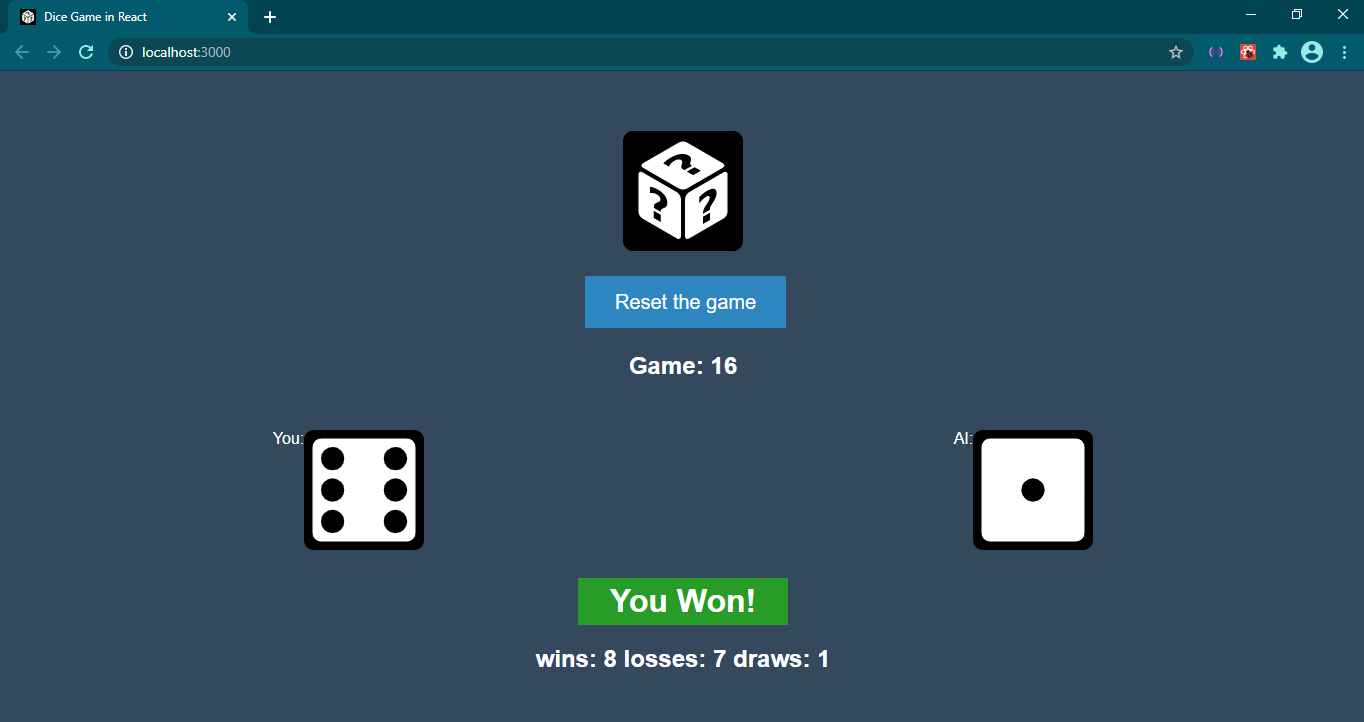 Dice Game in React
localhost:3000
? ? ?
Reset the game
Game: 16
You:
AI:
You Won!
wins: 8 losses: 7 draws: 1